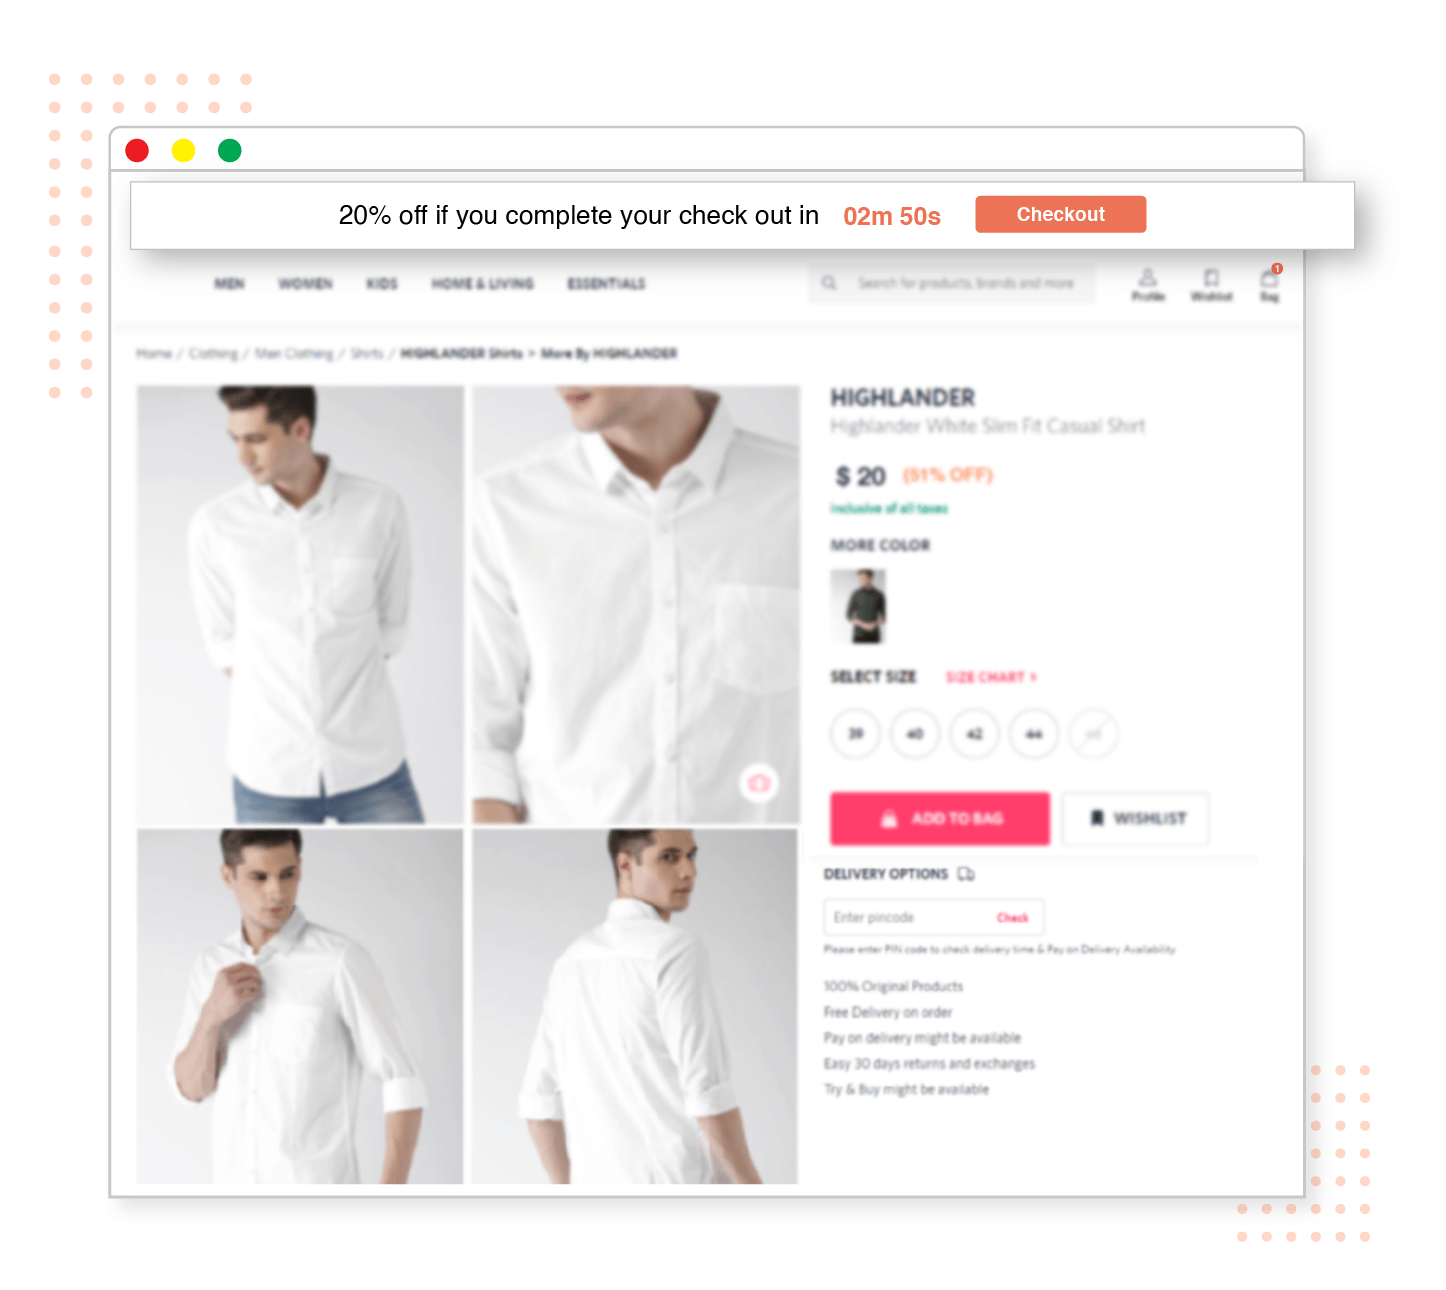 20% off if you complete your check out in 02m 50s Checkout
MEN WOMEN KIDS HOME & LIVING ESSENTIALS Search for products, brands and more 1
Profile Wishlist Bag
Home / Clothing / Men Clothing / Shirts / HIGHLANDER Shirts > More By HIGHLANDER
HIGHLANDER
Highlander White Slim Fit Casual Shirt
$ 20 (51% OFF)
inclusive of all taxes
MORE COLOR
SELECT SIZE SIZE CHART >
39 40 42 44
ADD TO BAG WISHLIST
DELIVERY OPTIONS
Enter pincode Check
Please enter PIN code to check delivery time & Pay on Delivery Availability
100% Original Products
Free Delivery on order
Pay on delivery might be available
Easy 30 days returns and exchanges
Try & Buy might be available